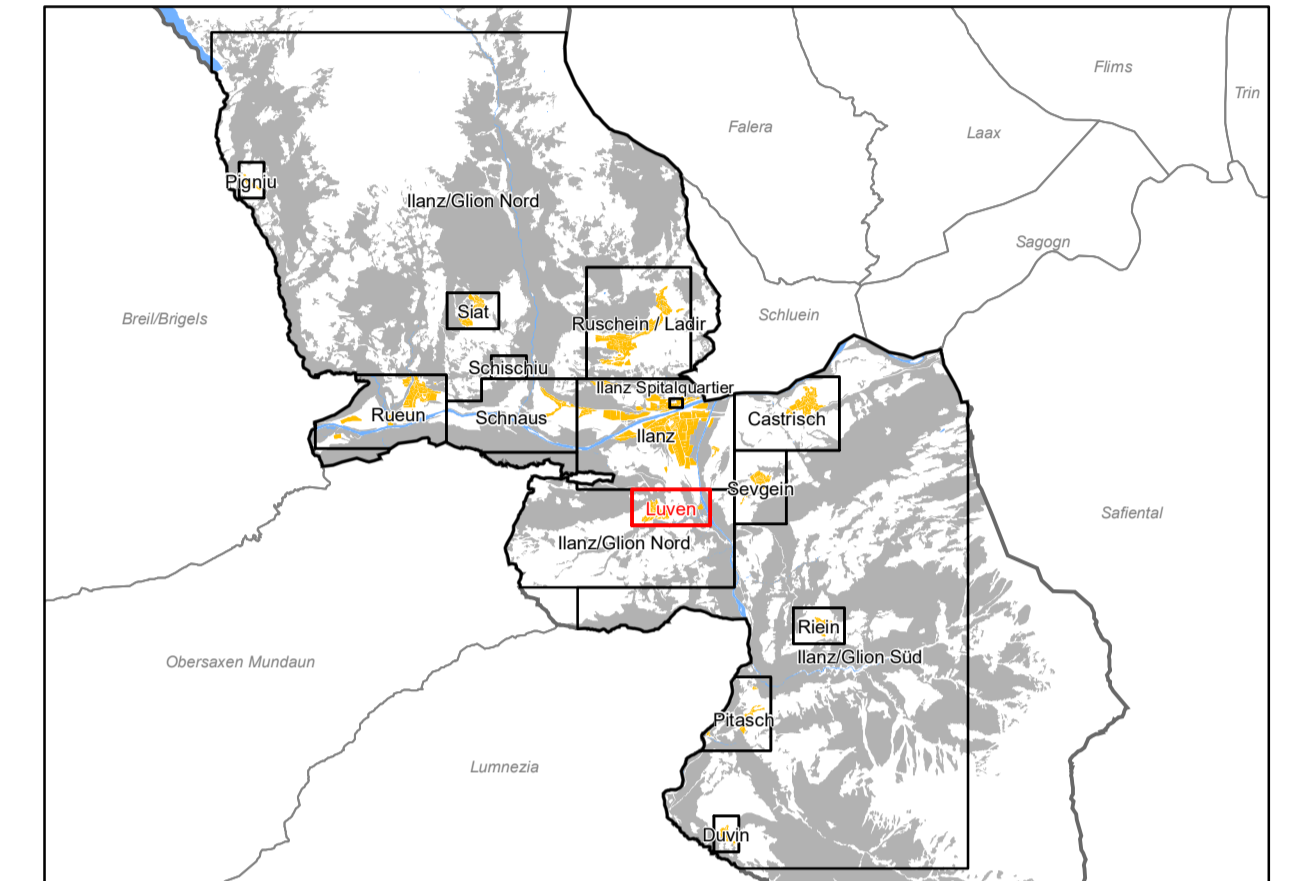 Flims
Trin
Falera
Laax
Pigniu
Ilanz/Glion Nord
Sagogn
Siat
Breil/Brigels
Ruschein / Ladir
Schluein
Schischiu
Ilanz Spitalquartier
Rueun
Schnaus
Castrisch
Ilanz
Sevgein
Luven
Safiental
Ilanz/Glion Nord
Riein
Ilanz/Glion Süd
Obersaxen Mundaun
Pitasch
Lumnezia
Duvin